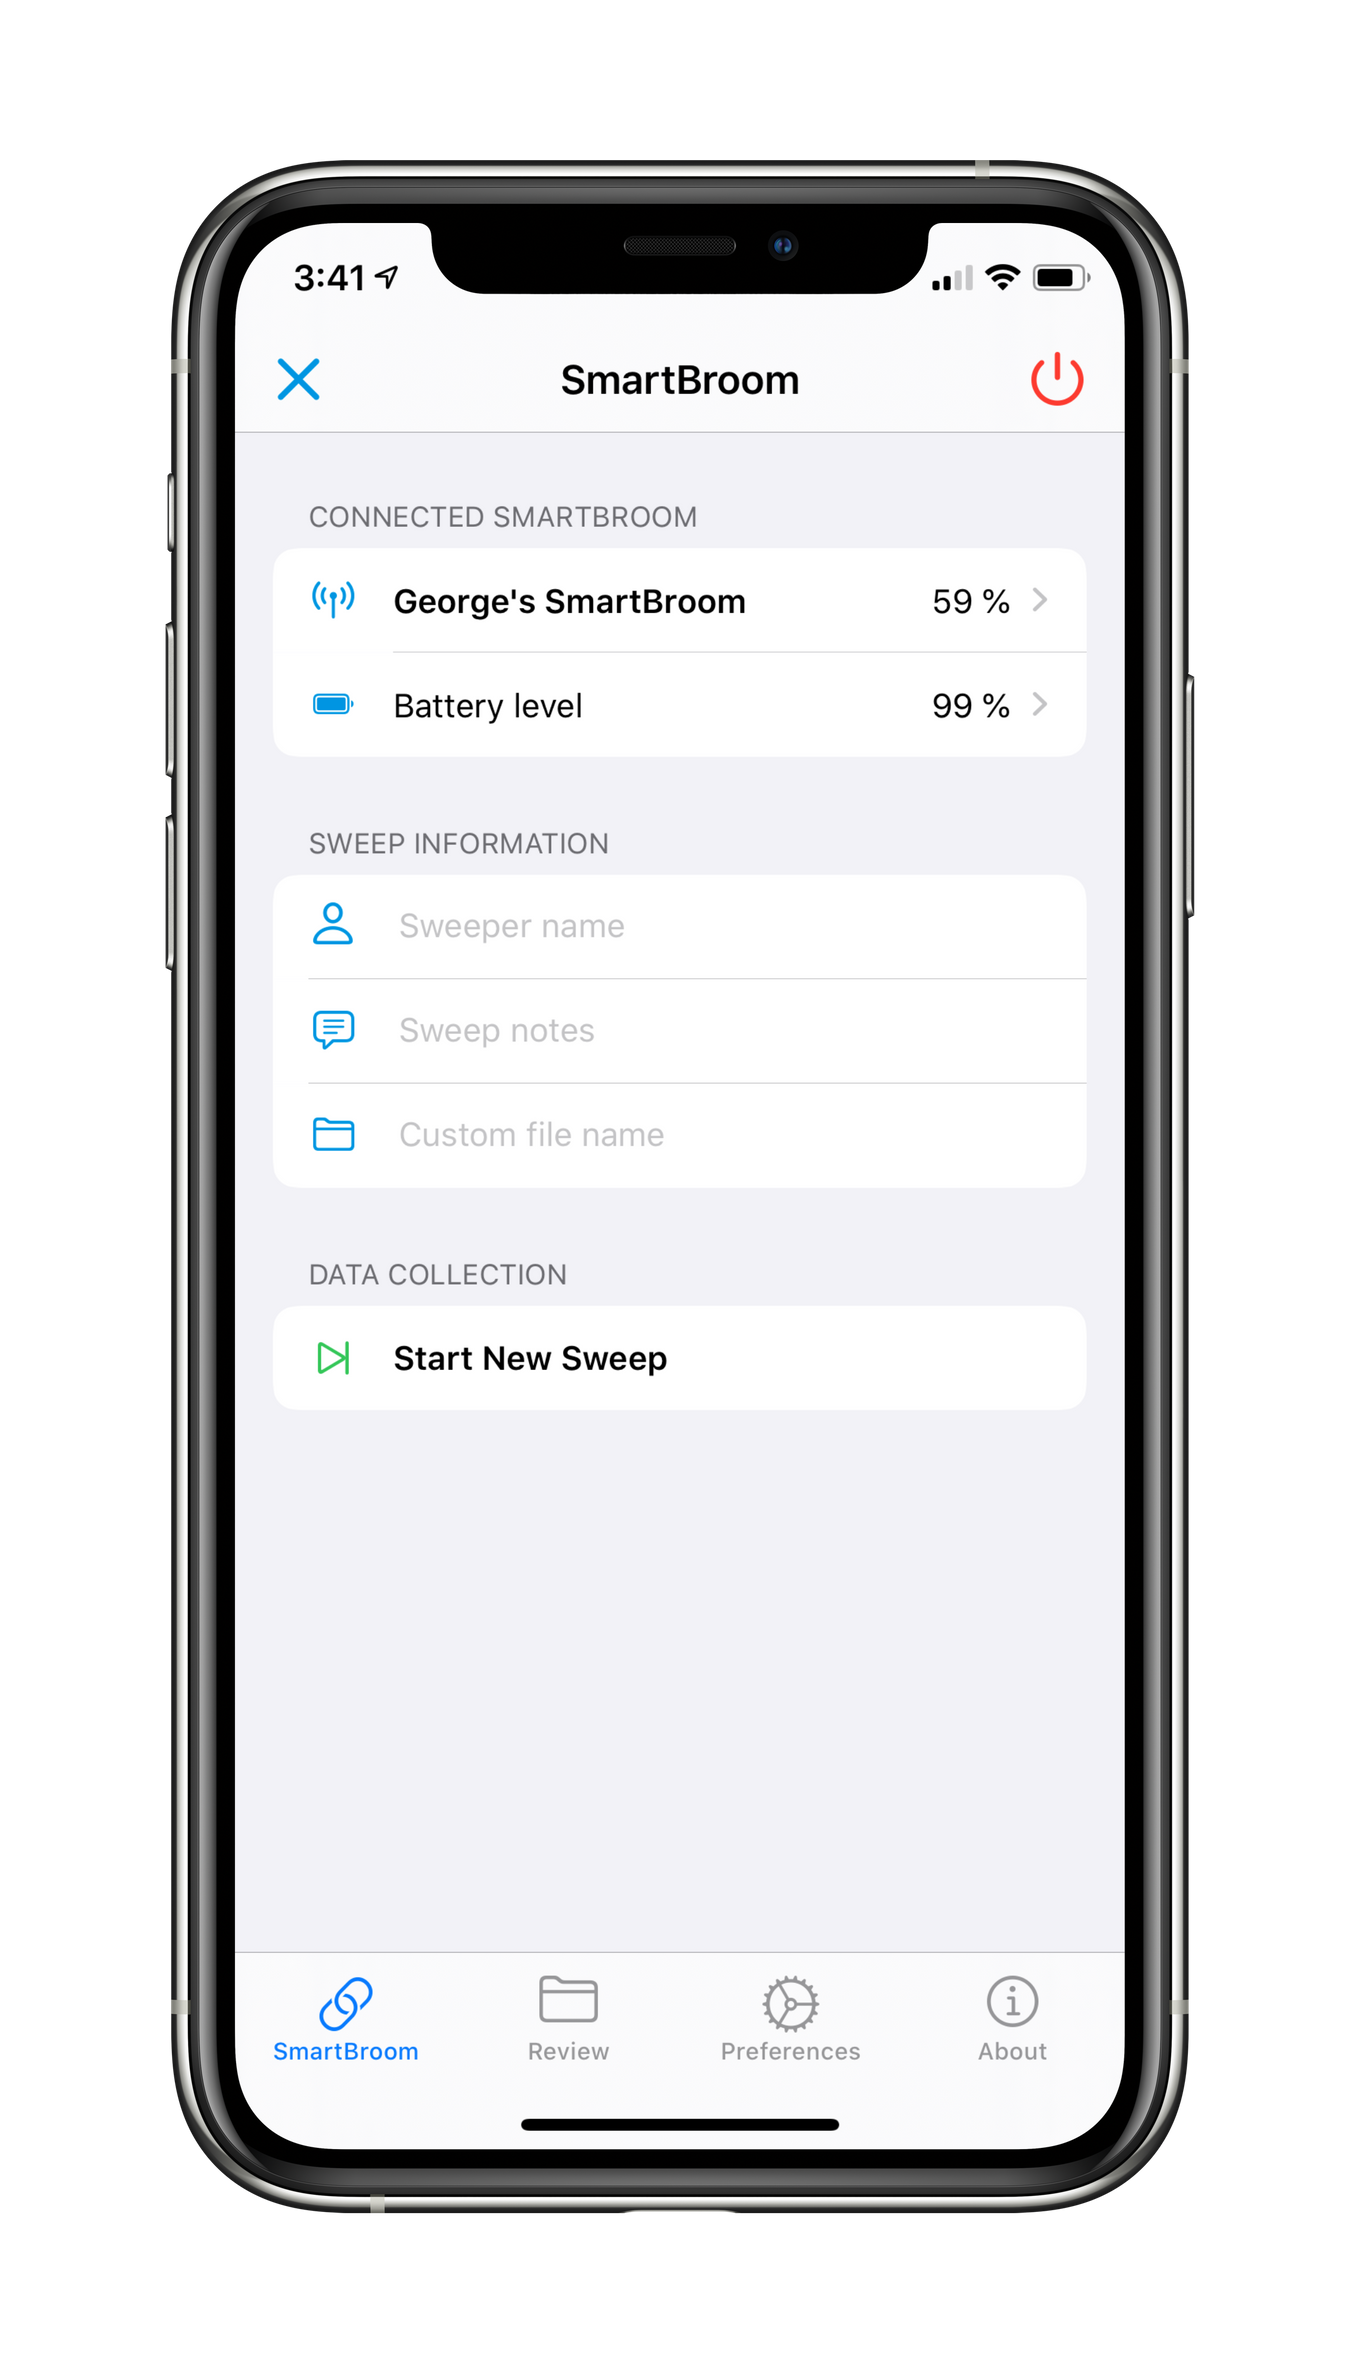 3:41
SmartBroom
CONNECTED SMARTBROOM
George's SmartBroom 59 %
Battery level 99 %
SWEEP INFORMATION
Sweeper name
Sweep notes
Custom file name
DATA COLLECTION
Start New Sweep
SmartBroom Review Preferences About